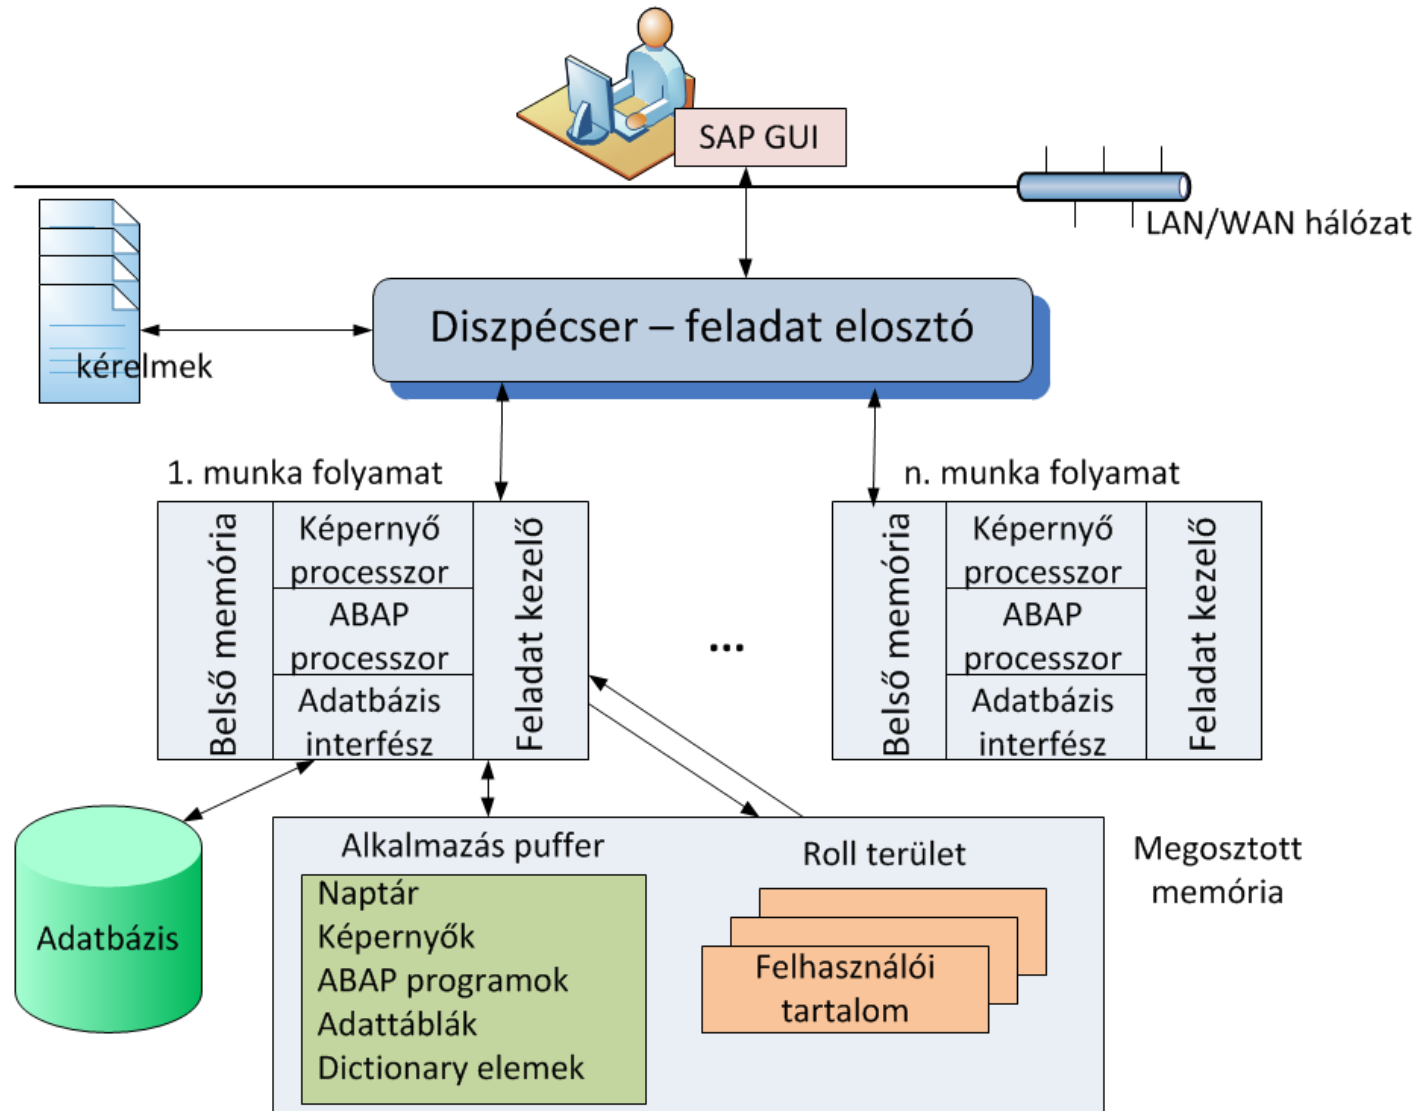 SAP GUI
LAN/WAN hálózat
Diszpécser – feladat elosztó
kérelmek
1. munka folyamat
n. munka folyamat
Belső memória
Képernyő
processzor
ABAP
processzor
Adatbázis
interfész
Feladat kezelő
...
Belső memória
Képernyő
processzor
ABAP
processzor
Adatbázis
interfész
Feladat kezelő
Adatbázis
Alkalmazás puffer
Naptár
Képernyők
ABAP programok
Adattáblák
Dictionary elemek
Roll terület
Felhasználói
tartalom
Megosztott
memória